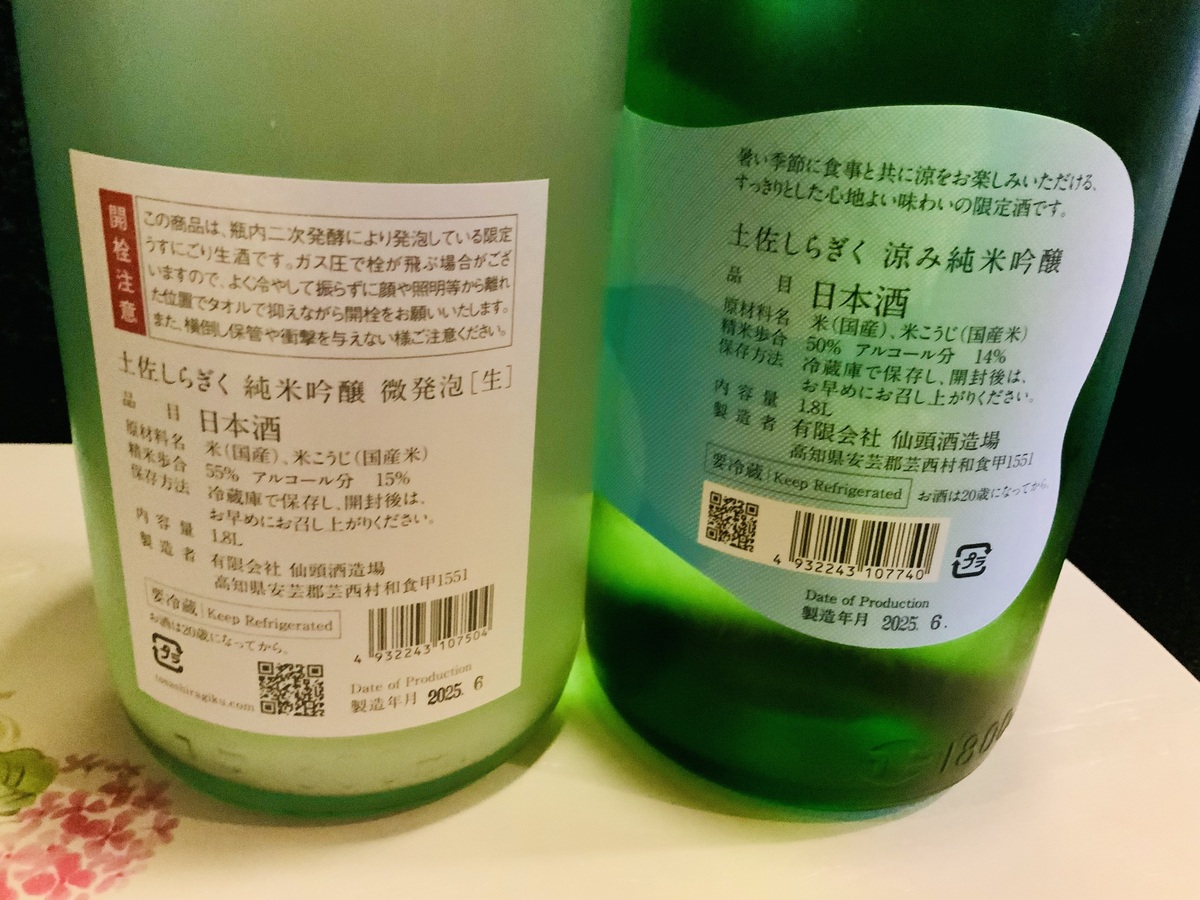 開栓注意
この商品は、瓶内二次発酵により発泡している限定
うすにごり生酒です。ガス圧で栓が飛ぶ場合がござ
いますので、よく冷やして振らずに顔や照明等から離れ
た位置でタオルで抑えながら開栓をお願いいたします。
また、横倒し保管や衝撃を与えない様ご注意ください。
土佐しらぎく 純米吟醸 微発泡[生]
品目 日本酒
原材料名 米(国産)、米こうじ(国産米)
精米歩合 55% アルコール分 15%
保存方法 冷蔵庫で保存し、開封後は、
お早めにお召し上がりください。
内容量 1.8L
製造者 有限会社 仙頭酒造場
高知県安芸郡芸西村和食甲1551
要冷蔵 Keep Refrigerated
お酒は20歳になってから。
4 932243 107504
プラ
tosashiragiku.com
Date of Production
製造年月 2025. 6
暑い季節に食事と共に涼をお楽しみいただける、
すっきりとした心地よい味わいの限定酒です。
土佐しらぎく 涼み純米吟醸
品目 日本酒
原材料名 米(国産)、米こうじ(国産米)
精米歩合 50% アルコール分 14%
保存方法 冷蔵庫で保存し、開封後は、
お早めにお召し上がりください。
内容量 1.8L
製造者 有限会社 仙頭酒造場
高知県安芸郡芸西村和食甲1551
要冷蔵 Keep Refrigerated お酒は20歳になってから。
4 932243 107740
プラ
Date of Production
製造年月 2025. 6.
1800